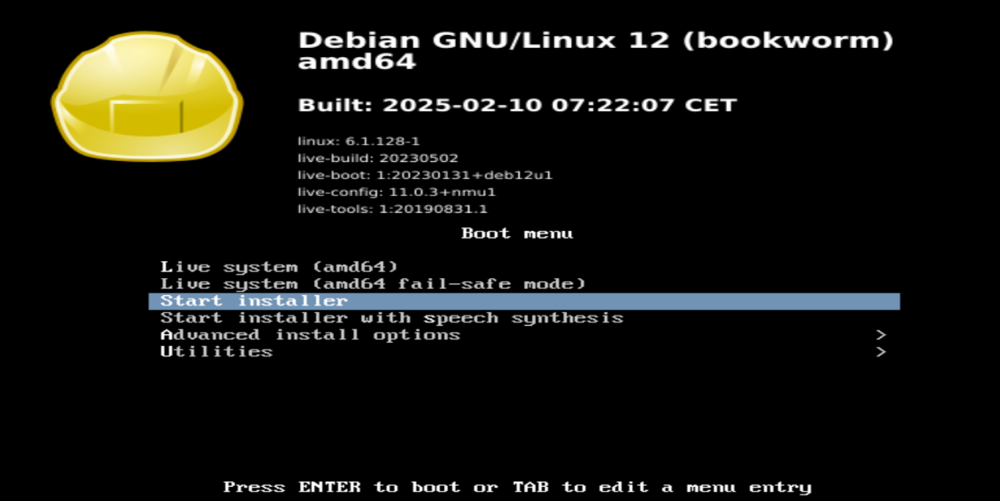 Debian GNU/Linux 12 (bookworm)
amd64
Built: 2025-02-10 07:22:07 CET
linux: 6.1.128-1
live-build: 20230502
live-boot: 1:20230131+deb12u1
live-config: 11.0.3+nmu1
live-tools: 1:20190831.1
Boot menu
Live system (amd64)
Live system (amd64 fail-safe mode)
Start installer
Start installer with speech synthesis
Advanced install options >
Utilities >
Press ENTER to boot or TAB to edit a menu entry